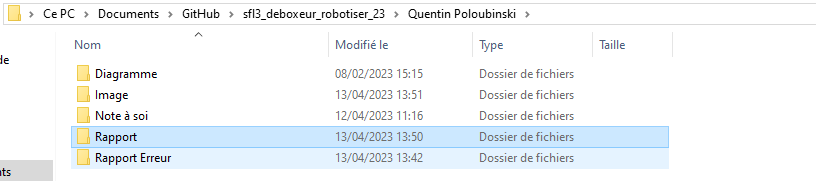 Ce PC > Documents > GitHub > sfl3_deboxeur_robotiser_23 > Quentin Poloubinski >
Nom Modifié le Type Taille
de
Diagramme 08/02/2023 15:15 Dossier de fichiers
Image 13/04/2023 13:51 Dossier de fichiers
Note à soi 12/04/2023 11:16 Dossier de fichiers
Rapport 13/04/2023 13:50 Dossier de fichiers
Rapport Erreur 13/04/2023 13:42 Dossier de fichiers
nts